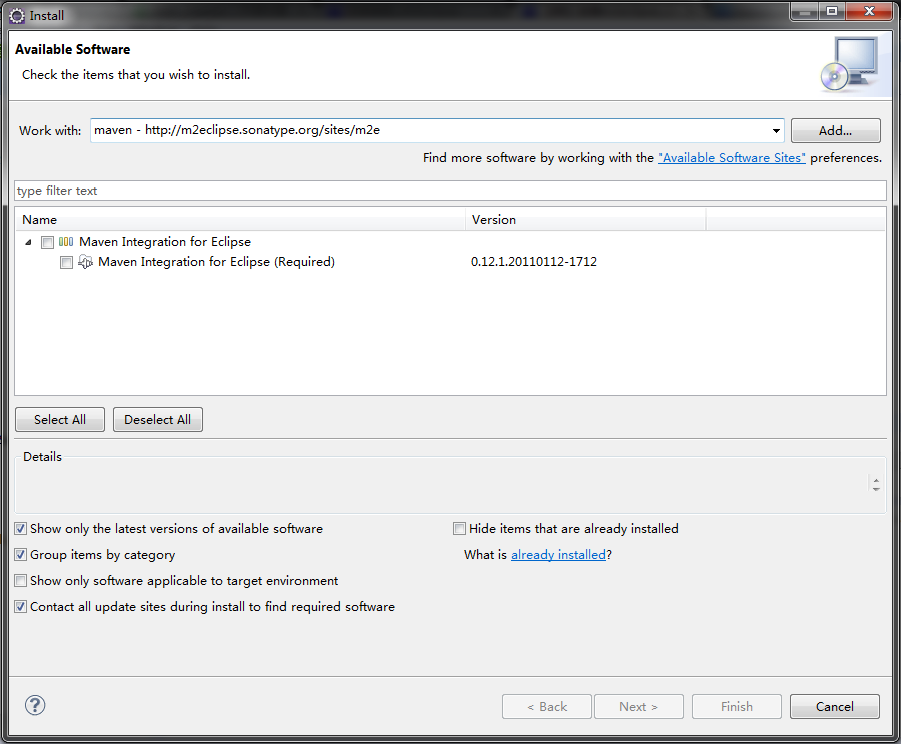 Install
Available Software
Check the items that you wish to install.
Work with: maven - http://m2eclipse.sonatype.org/sites/m2e Add...
Find more software by working with the "Available Software Sites" preferences.
type filter text
Name Version
Maven Integration for Eclipse
Maven Integration for Eclipse (Required) 0.12.1.20110112-1712
Select All Deselect All
Details
Show only the latest versions of available software Hide items that are already installed
Group items by category What is already installed?
Show only software applicable to target environment
Contact all update sites during install to find required software
? < Back Next > Finish Cancel